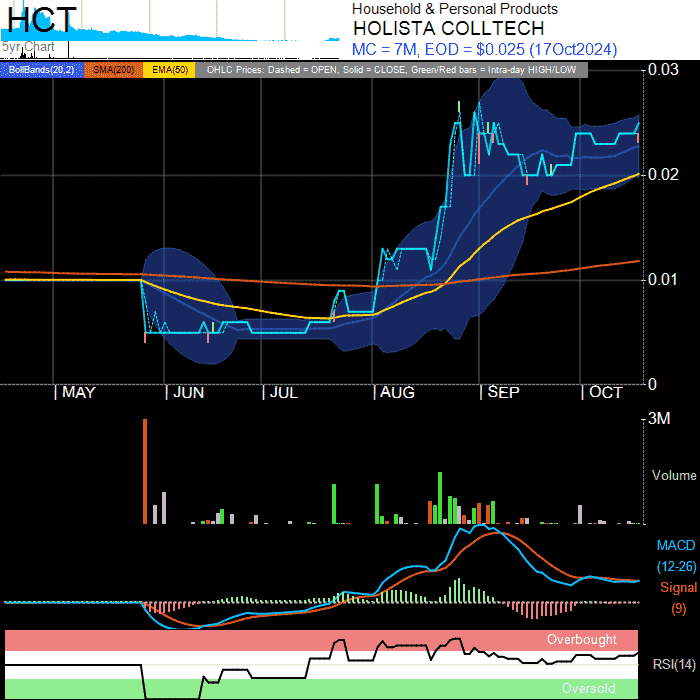 HCT
5yr Chart
Household & Personal Products
HOLISTA COLLTECH
MC = 7M, EOD = $0.025 (17Oct2024)
BollBands(20,2) SMA(200) EMA(50) OHLC Prices: Dashed = OPEN, Solid = CLOSE, Green/Red bars = Intra-day HIGH/LOW
0.03
0.02
0.01
0
MAY JUN JUL AUG SEP OCT
3M
Volume
MACD
(12-26)
Signal
(9)
Overbought
RSI(14)
Oversold